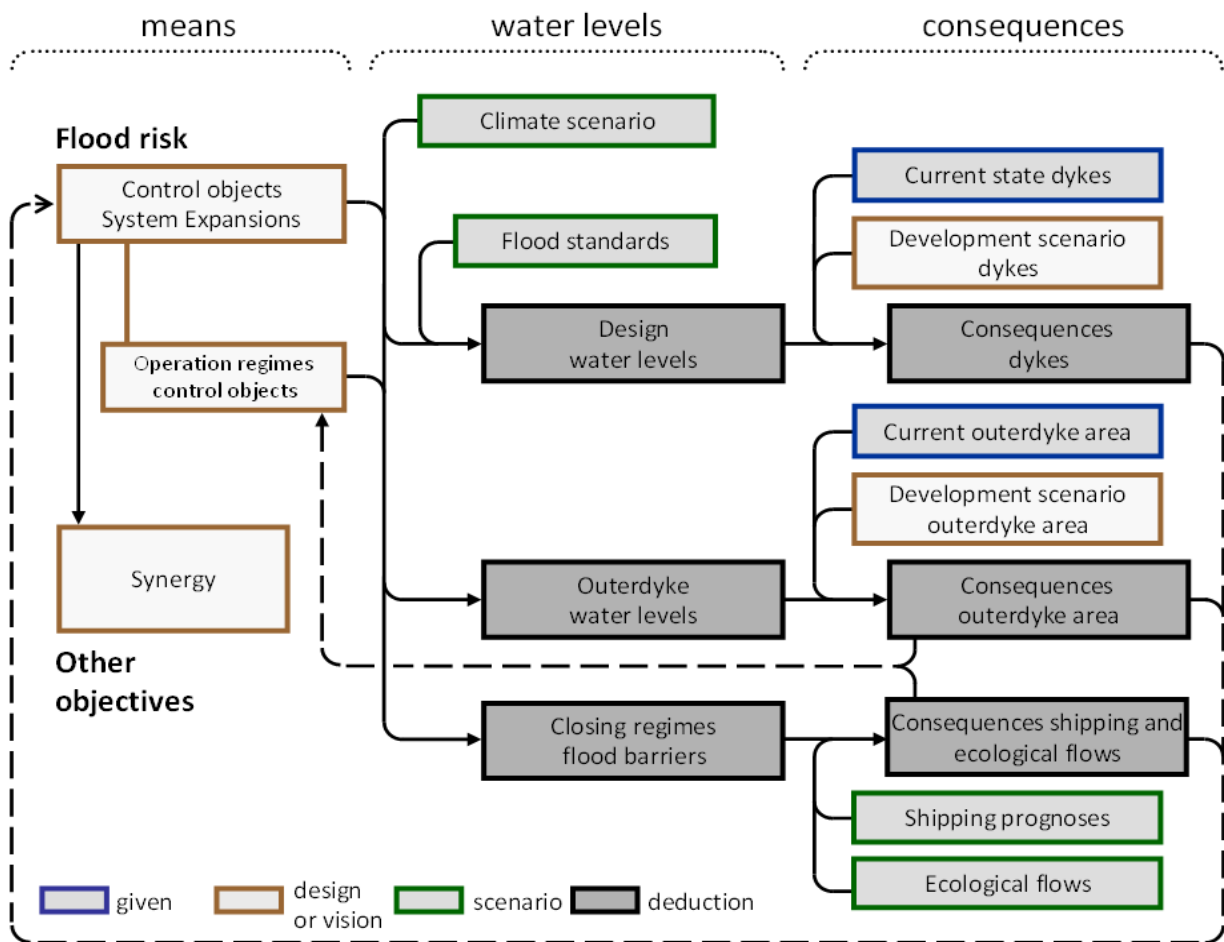 means
water levels
consequences
Flood risk
Control objects
System Expansions
Operation regimes
control objects
Synergy
Other
objectives
Climate scenario
Flood standards
Design
water levels
Outerdyke
water levels
Closing regimes
flood barriers
Current state dykes
Development scenario
dykes
Consequences
dykes
Current outerdyke area
Development scenario
outerdyke area
Consequences
outerdyke area
Consequences shipping and
ecological flows
Shipping prognoses
Ecological flows
given
design
or vision
scenario
deduction